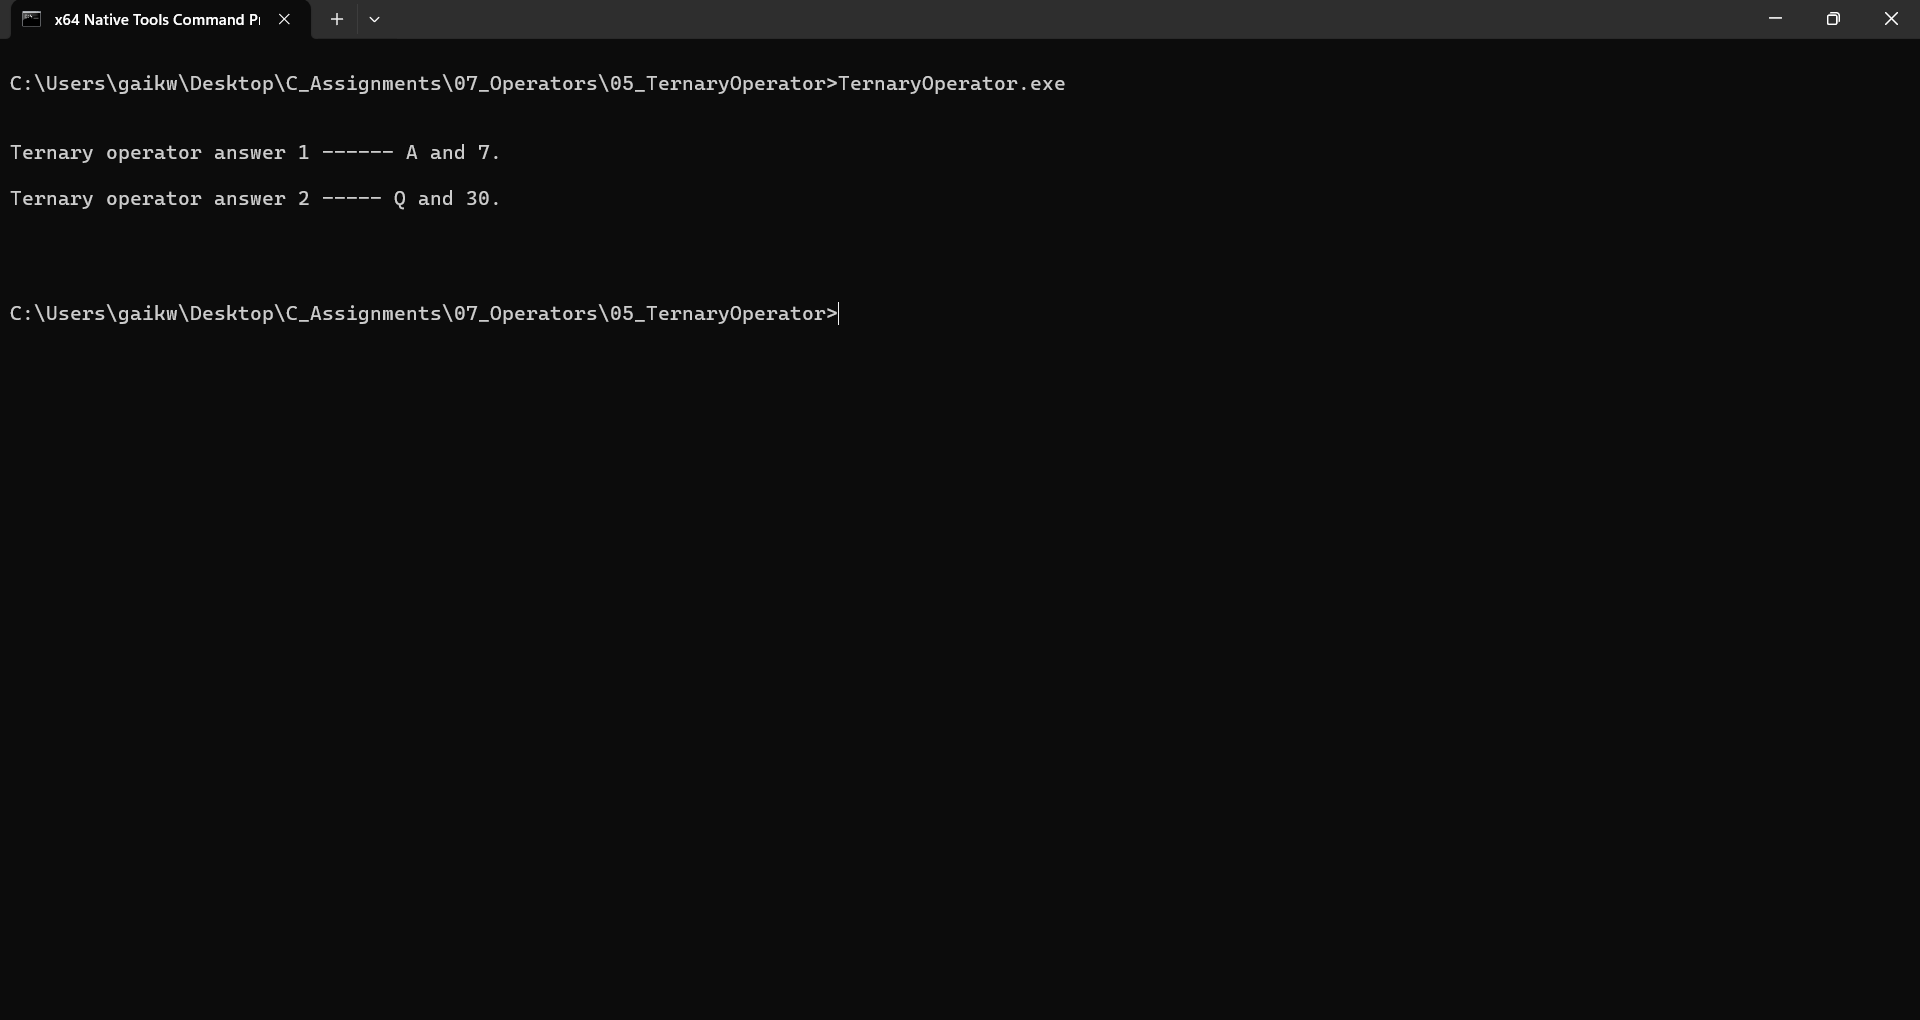 x64 Native Tools Command P
C:\Users\gaikw\Desktop\C_Assignments\07_Operators\05_TernaryOperator>TernaryOperator.exe
Ternary operator answer 1 ------ A and 7.
Ternary operator answer 2 ----- Q and 30.
C:\Users\gaikw\Desktop\C_Assignments\07_Operators\05_TernaryOperator>